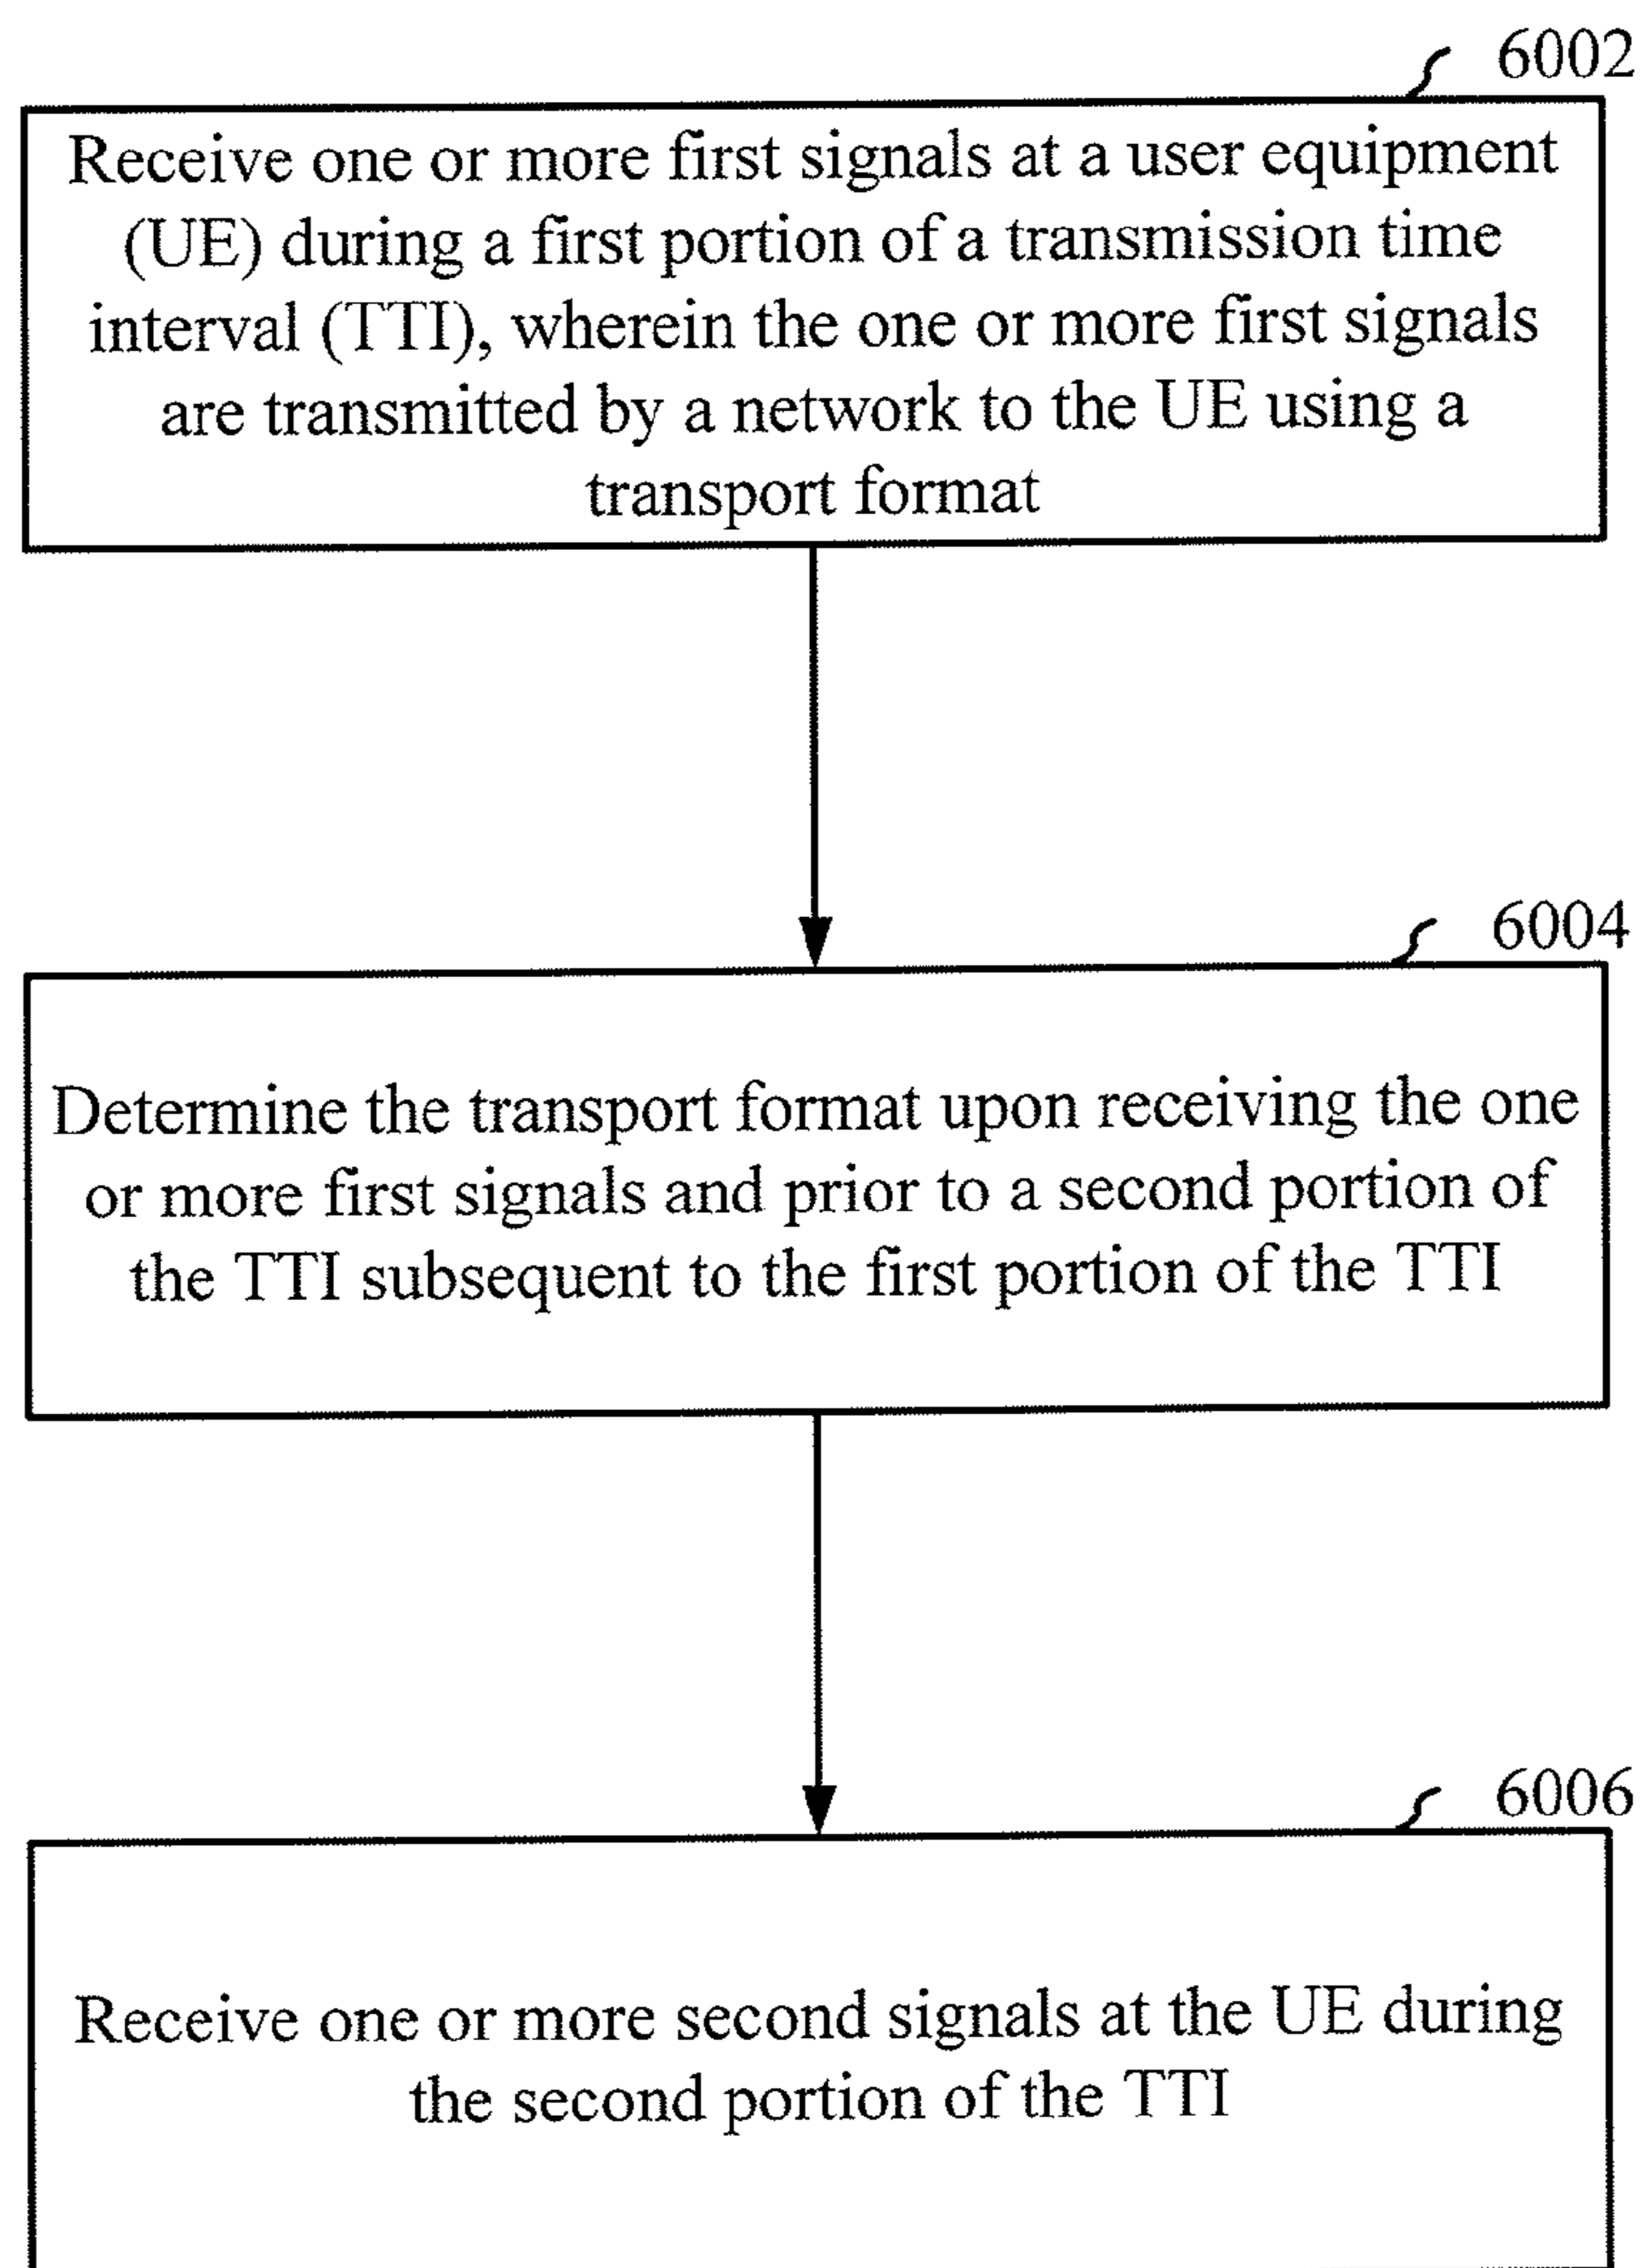 6002
Receive one or more first signals at a user equipment
(UE) during a first portion of a transmission time
interval (TTI), wherein the one or more first signals
are transmitted by a network to the UE using a
transport format
6004
Determine the transport format upon receiving the one
or more first signals and prior to a second portion of
the TTI subsequent to the first portion of the TTI
6006
Receive one or more second signals at the UE during
the second portion of the TTI